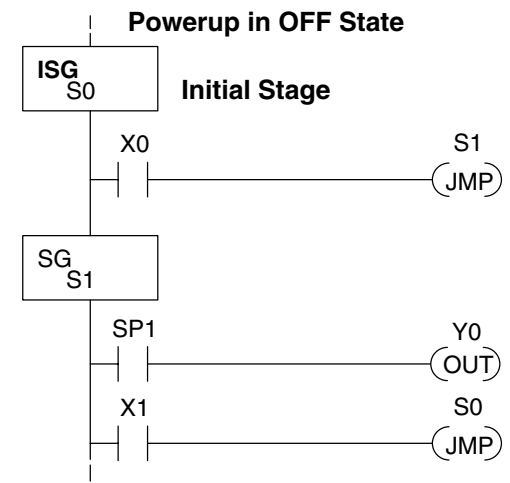 Powerup in OFF State
ISG
S0
Initial Stage
X0
S1
JMP
SG
S1
SP1
Y0
OUT
X1
S0
JMP